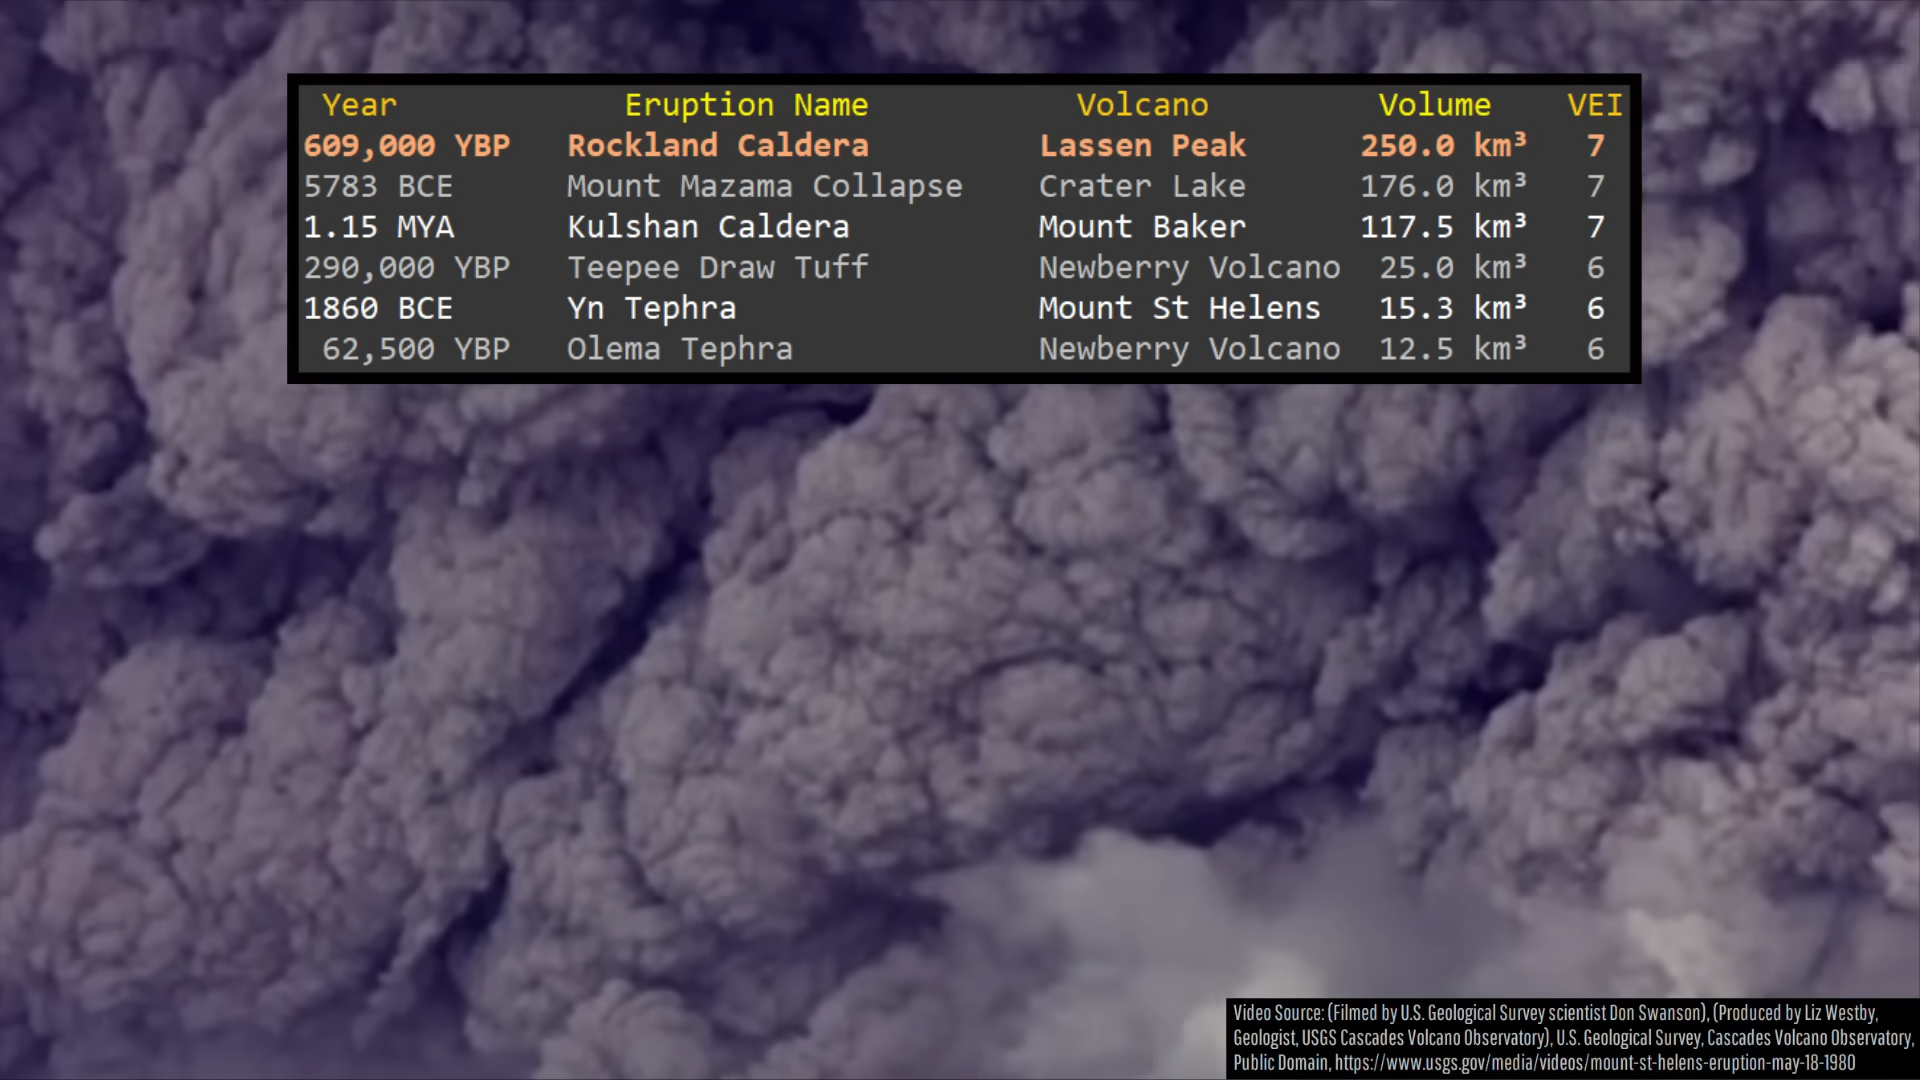 Year Eruption Name Volcano Volume VEI
609,000 YBP Rockland Caldera Lassen Peak 250.0 km³ 7
5783 BCE Mount Mazama Collapse Crater Lake 176.0 km³ 7
1.15 MYA Kulshan Caldera Mount Baker 117.5 km³ 7
290,000 YBP Teepee Draw Tuff Newberry Volcano 25.0 km³ 6
1860 BCE Yn Tephra Mount St Helens 15.3 km³ 6
62,500 YBP Olema Tephra Newberry Volcano 12.5 km³ 6
Video Source: (Filmed by U.S. Geological Survey scientist Don Swanson), (Produced by Liz Westby,
Geologist, USGS Cascades Volcano Observatory), U.S. Geological Survey, Cascades Volcano Observatory,
Public Domain, https://www.usgs.gov/media/videos/mount-st-helens-eruption-may-18-1980